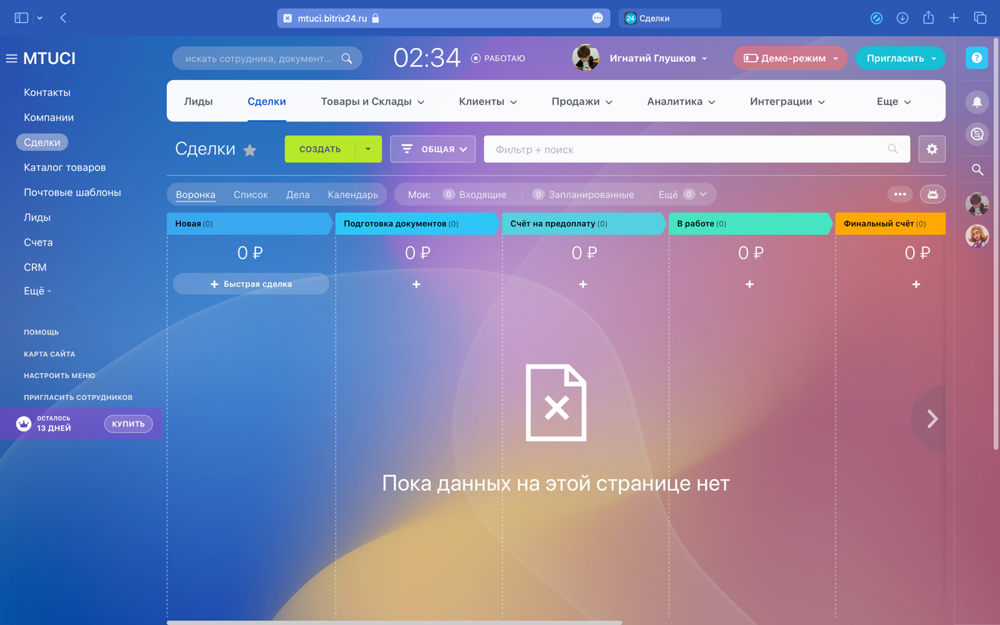 mtuci.bitrix24.ru
24 Сделки
MTUCI
искать сотрудника, документ...
02:34
РАБОТАЮ
Игнатий Глушков
Демо-режим
Пригласить
?
Контакты
Компании
Сделки
Каталог товаров
Почтовые шаблоны
Лиды
Счета
CRM
Ещё
ПОМОЩЬ
КАРТА САЙТА
НАСТРОИТЬ МЕНЮ
ПРИГЛАСИТЬ СОТРУДНИКОВ
ОСТАЛОСЬ
13 ДНЕЙ
КУПИТЬ
Лиды
Сделки
Товары и Склады
Клиенты
Продажи
Аналитика
Интеграции
Еще
Сделки
СОЗДАТЬ
ОБЩАЯ
Фильтр + поиск
Воронка
Список
Дела
Календарь
Мои:
0 Входящие
0 Запланированные
Ещё 0
Новая (0)
Подготовка документов (0)
Счёт на предоплату (0)
В работе (0)
Финальный счёт (0)
0 ₽
0 ₽
0 ₽
0 ₽
0 ₽
+ Быстрая сделка
+
+
+
+
Пока данных на этой странице нет